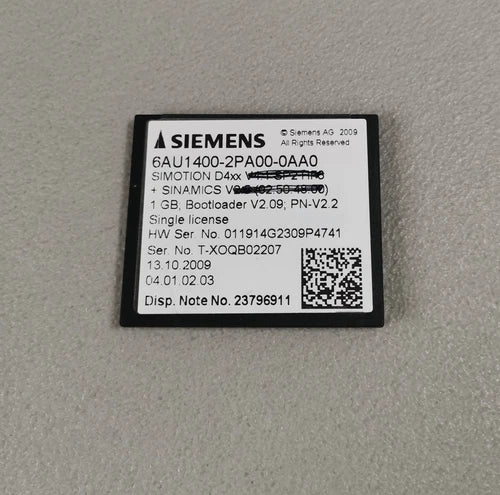 SIEMENS
© Siemens AG 2009
All Rights Reserved
6AU1400-2PA00-0AA0
SIMOTION D4xx
+ SINAMICS
1 GB; Bootloader V2.09; PN-V2.2
Single license
HW Ser. No. 011914G2309P4741
Ser. No. T-XOQB02207
13.10.2009
04.01.02.03
Disp. Note No. 23796911